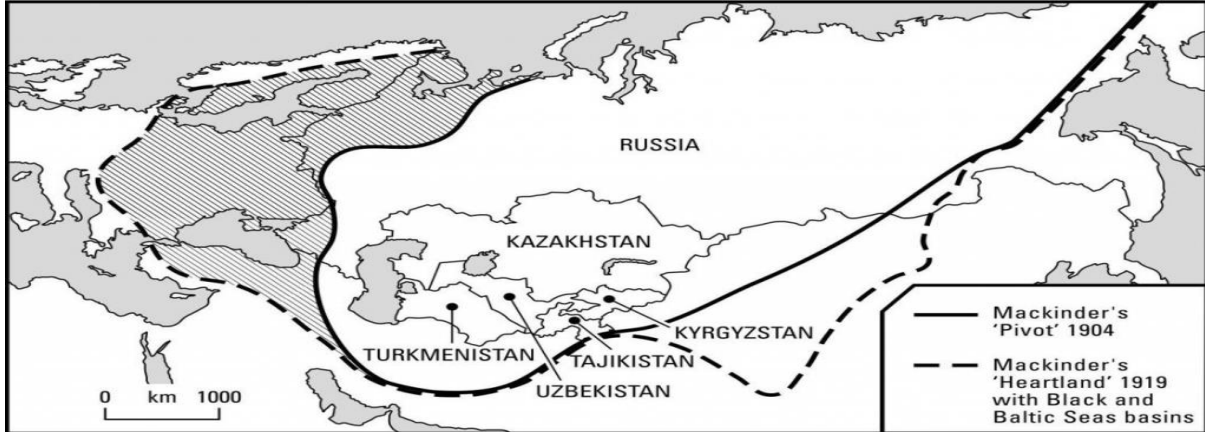 RUSSIA
KAZAKHSTAN
KYRGYZSTAN
TURKMENISTAN
TAJIKISTAN
UZBEKISTAN
0 km 1000
Mackinder's
'Pivot' 1904
Mackinder's
'Heartland' 1919
with Black and
Baltic Seas basins